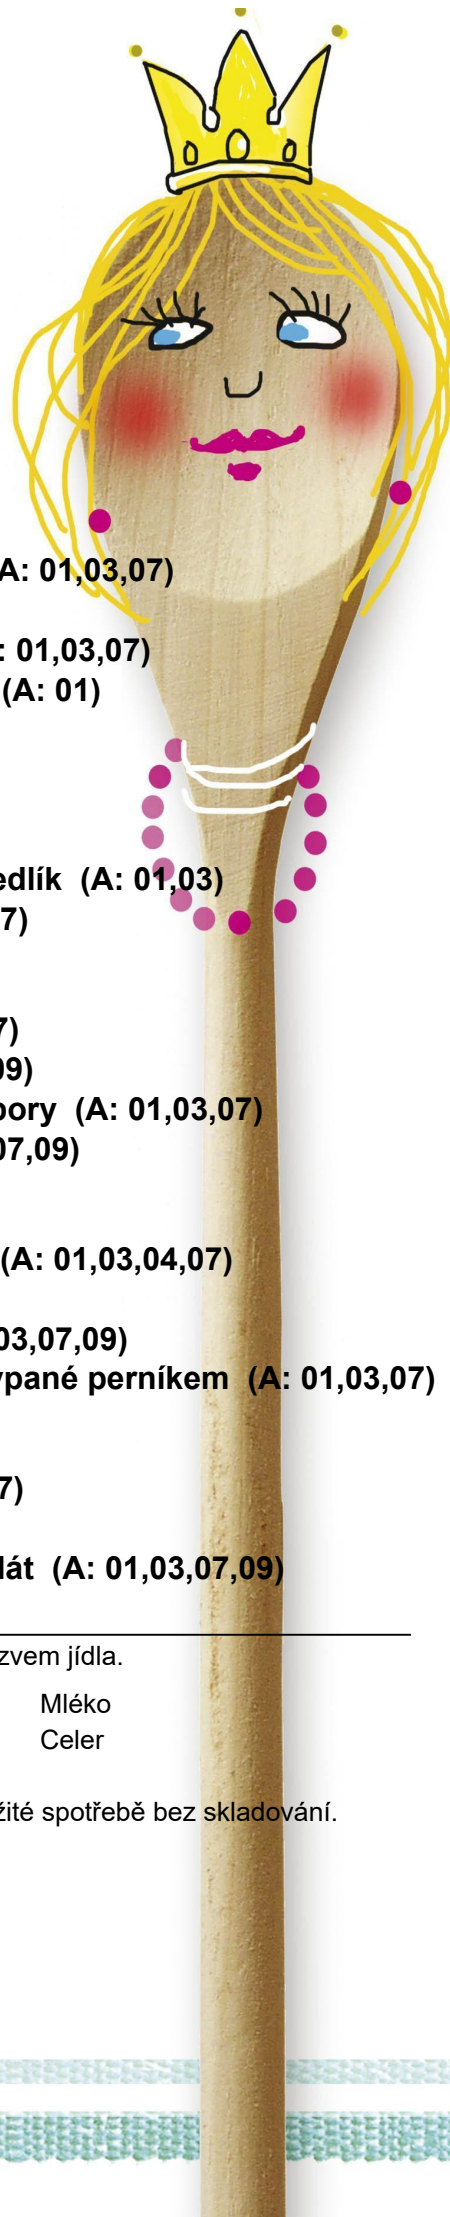 A: 01,03,07)
: 01,03,07)
(A: 01)
edlík (A: 01,03)
7)
7)
09)
pory (A: 01,03,07)
07,09)
(A: 01,03,04,07)
03,07,09)
ypané perníkem (A: 01,03,07)
7)
lát (A: 01,03,07,09)
zvem jídla.
Mléko
Celer
žité spotřebě bez skladování.